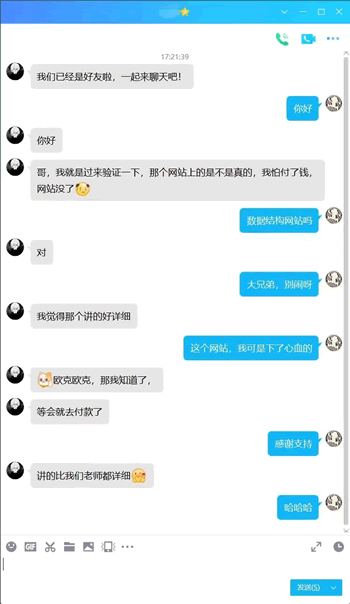 17:21:39
我们已经是好友啦，一起来聊天吧！
你好
你好
哥，我就是过来验证一下，那个网站上的是不是真的，我怕付了钱，
网站没了
数据结构网站吗
对
大兄弟，别闹呀
我觉得那个讲的好详细
这个网站，我可是下了心血的
欧克欧克，那我知道了，
等会就去付款了
感谢支持
讲的比我们老师都详细
哈哈哈
GIF
发送(S)